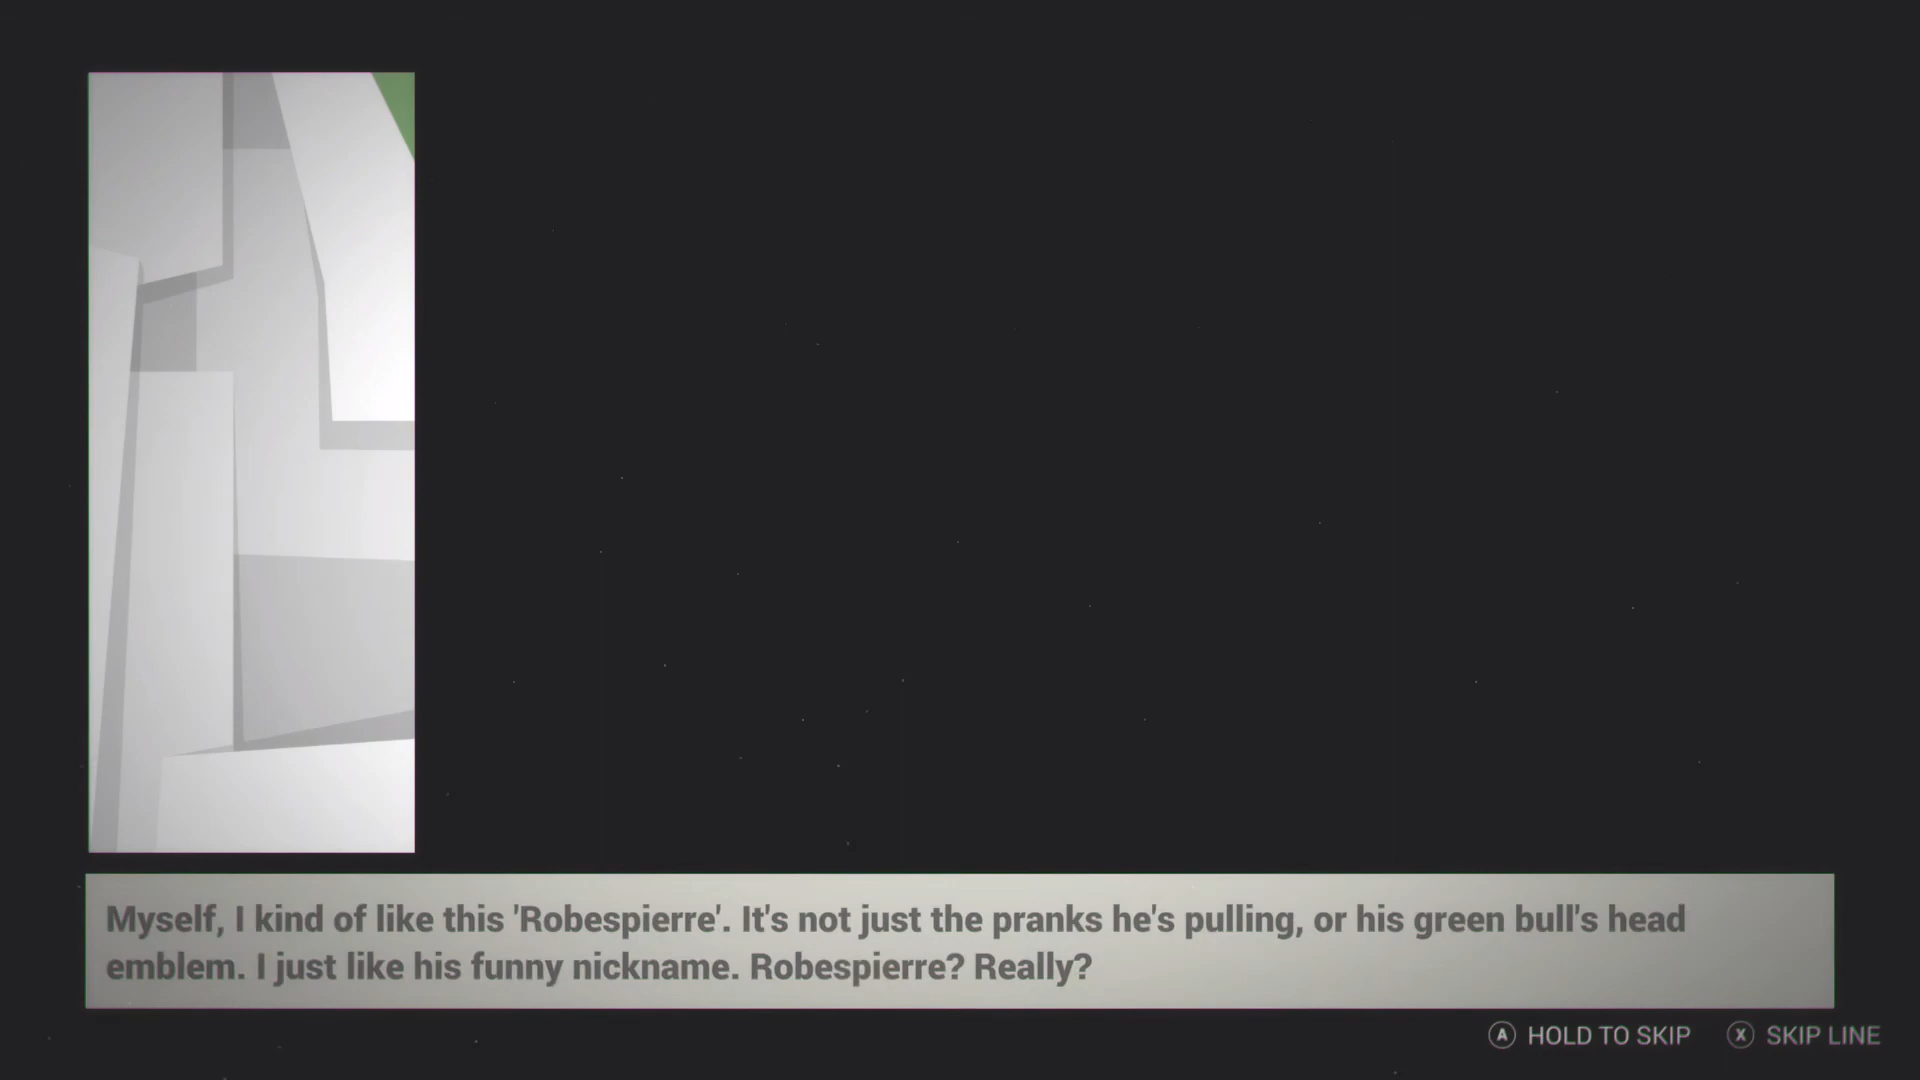 Myself, I kind of like this 'Robespierre'. It's not just the pranks he's pulling, or his green bull's head
emblem. I just like his funny nickname. Robespierre? Really?
A HOLD TO SKIP X SKIP LINE